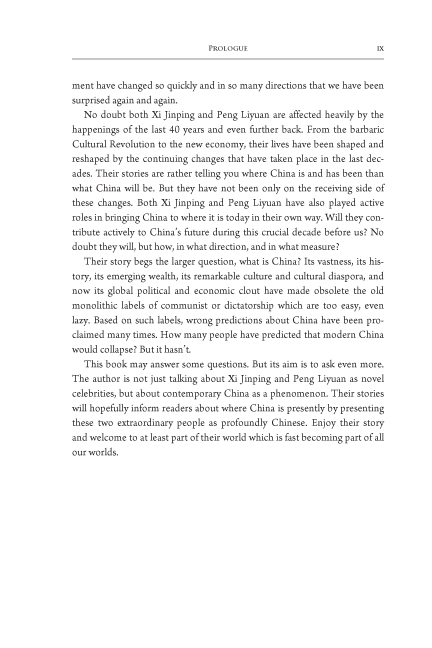 Prologue ix
ment have changed so quickly and in so many directions that we have been
surprised again and again.
No doubt both Xi Jinping and Peng Liyuan are affected heavily by the
happenings of the last 40 years and even further back. From the barbaric
Cultural Revolution to the new economy, their lives have been shaped and
reshaped by the continuing changes that have taken place in the last dec-
ades. Their stories are rather telling you where China is and has been than
what China will be. But they have not been only on the receiving side of
these changes. Both Xi Jinping and Peng Liyuan have also played active
roles in bringing China to where it is today in their own way. Will they con-
tribute actively to China's future during this crucial decade before us? No
doubt they will, but how, in what direction, and in what measure?
Their story begs the larger question, what is China? Its vastness, its his-
tory, its emerging wealth, its remarkable culture and cultural diaspora, and
now its global political and economic clout have made obsolete the old
monolithic labels of communist or dictatorship which are too easy, even
lazy. Based on such labels, wrong predictions about China have been pro-
claimed many times. How many people have predicted that modern China
would collapse? But it hasn't.
This book may answer some questions. But its aim is to ask even more.
The author is not just talking about Xi Jinping and Peng Liyuan as novel
celebrities, but about contemporary China as a phenomenon. Their stories
will hopefully inform readers about where China is presently by presenting
these two extraordinary people as profoundly Chinese. Enjoy their story
and welcome to at least part of their world which is fast becoming part of all
our worlds.